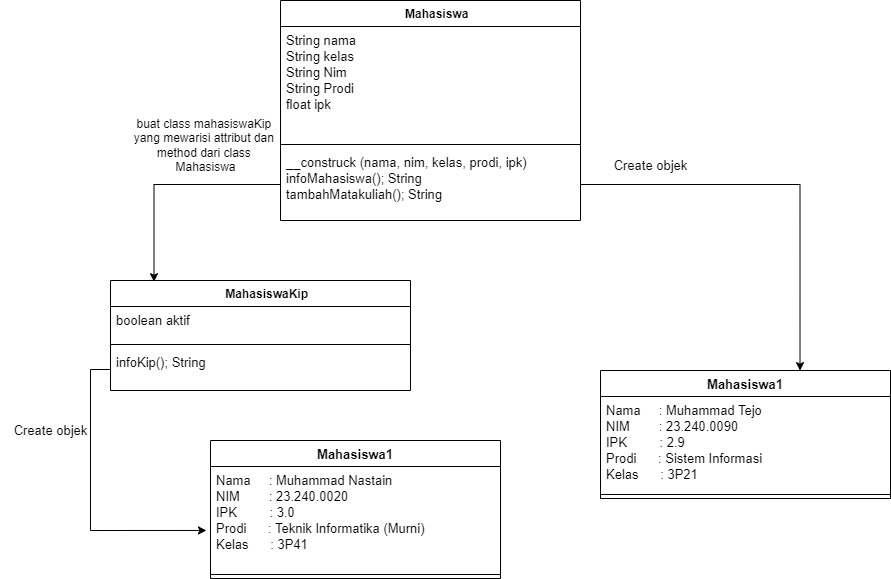 Mahasiswa
String nama
String kelas
String Nim
String Prodi
float ipk
__construck (nama, nim, kelas, prodi, ipk)
infoMahasiswa(); String
tambahMatakuliah(); String
buat class mahasiswaKip
yang mewarisi attribut dan
method dari class
Mahasiswa
Create objek
MahasiswaKip
boolean aktif
infoKip(); String
Create objek
Mahasiswa1
Nama : Muhammad Nastain
NIM : 23.240.0020
IPK : 3.0
Prodi : Teknik Informatika (Murni)
Kelas : 3P41
Mahasiswa1
Nama : Muhammad Tejo
NIM : 23.240.0090
IPK : 2.9
Prodi : Sistem Informasi
Kelas : 3P21